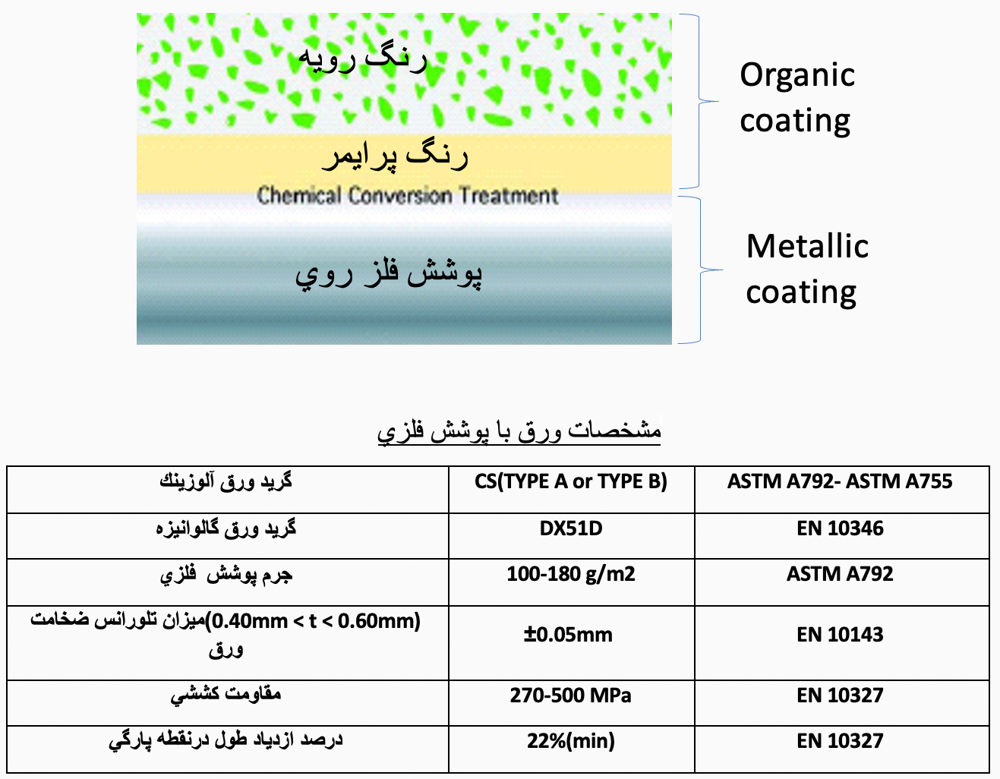 رنگ رويه
Organic
coating
رنگ پرايمر
Chemical Conversion Treatment
Metallic
coating
پوشش فلز روي
مشخصات ورق با پوشش فلزي
گريد ورق آلوزينك CS(TYPE A or TYPE B) ASTM A792- ASTM A755
گريد ورق گالوانيزه DX51D EN 10346
جرم پوشش فلزي 100-180 g/m2 ASTM A792
ميزان تلورانس ضخامت(0.40mm < t < 0.60mm)
ورق
±0.05mm EN 10143
مقاومت كششي 270-500 MPa EN 10327
درصد ازدياد طول درنقطه پارگي 22%(min) EN 10327